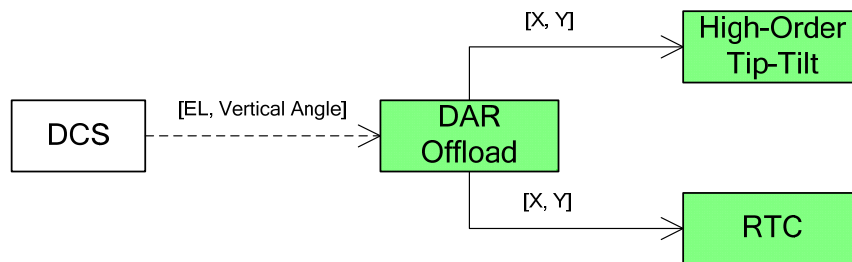 [X, Y]
High-Order
Tip-Tilt
DCS
[EL, Vertical Angle]
DAR
Offload
[X, Y]
RTC